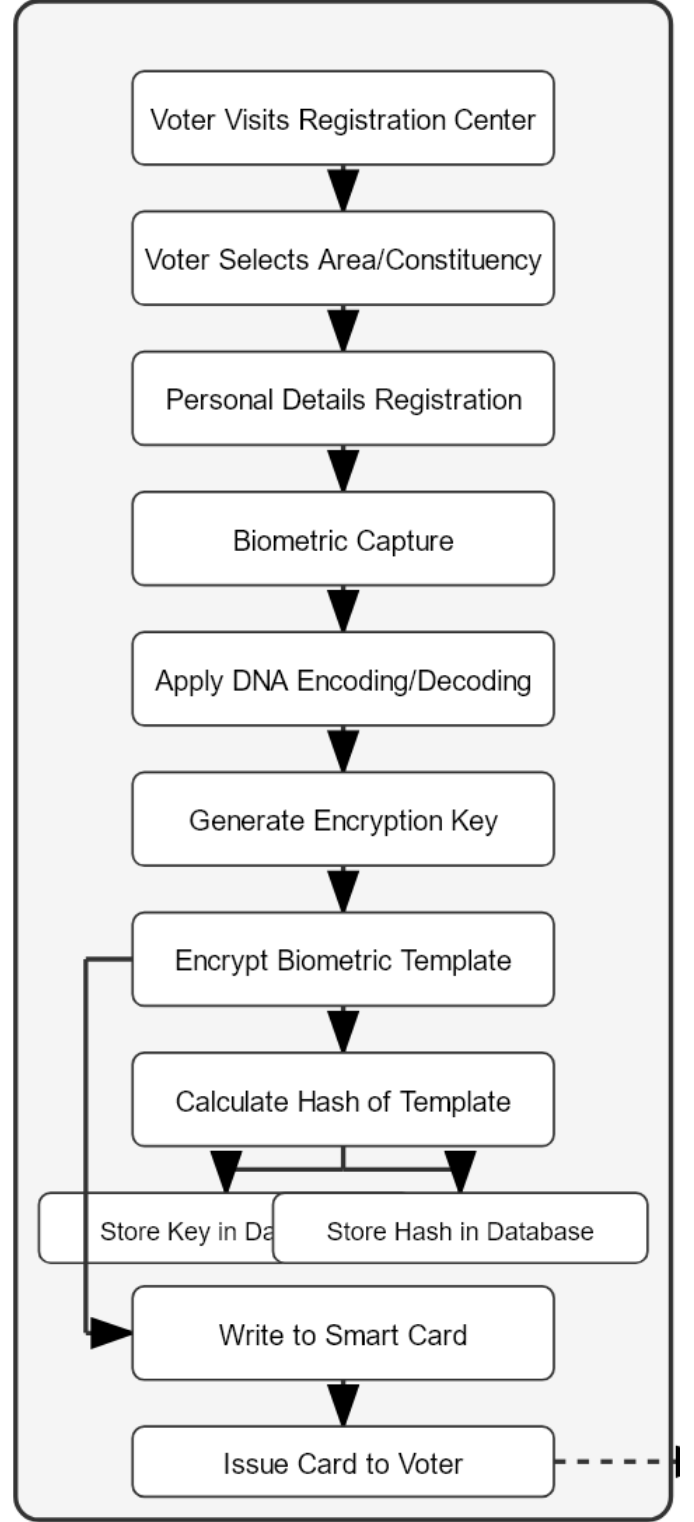 Voter Visits Registration Center
Voter Selects Area/Constituency
Personal Details Registration
Biometric Capture
Apply DNA Encoding/Decoding
Generate Encryption Key
Encrypt Biometric Template
Calculate Hash of Template
Store Key in Da
Store Hash in Database
Write to Smart Card
Issue Card to Voter